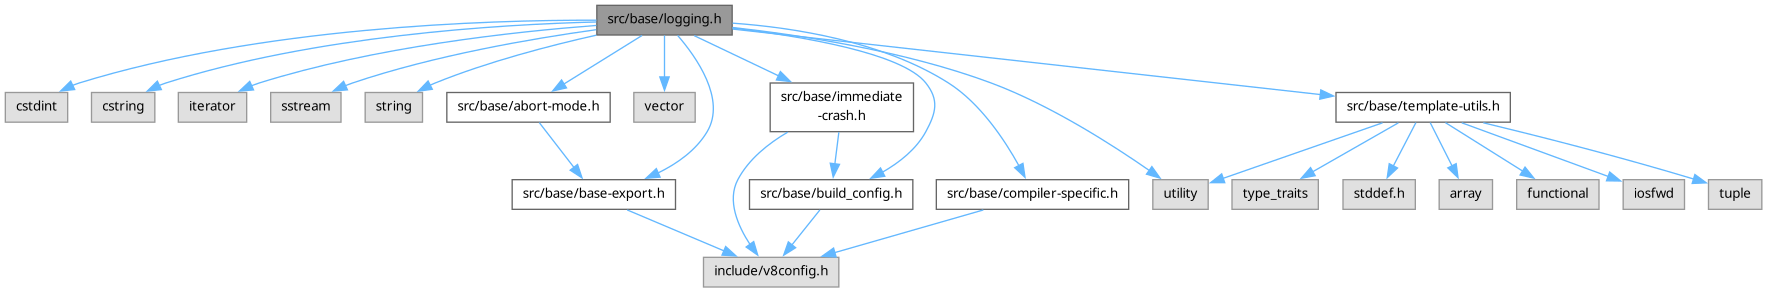 src/base/logging.h
cstdint
cstring
iterator
sstream
string
src/base/abort-mode.h
vector
src/base/immediate
-crash.h
src/base/template-utils.h
src/base/base-export.h
src/base/build_config.h
src/base/compiler-specific.h
utility
type_traits
stddef.h
array
functional
iosfwd
tuple
include/v8config.h